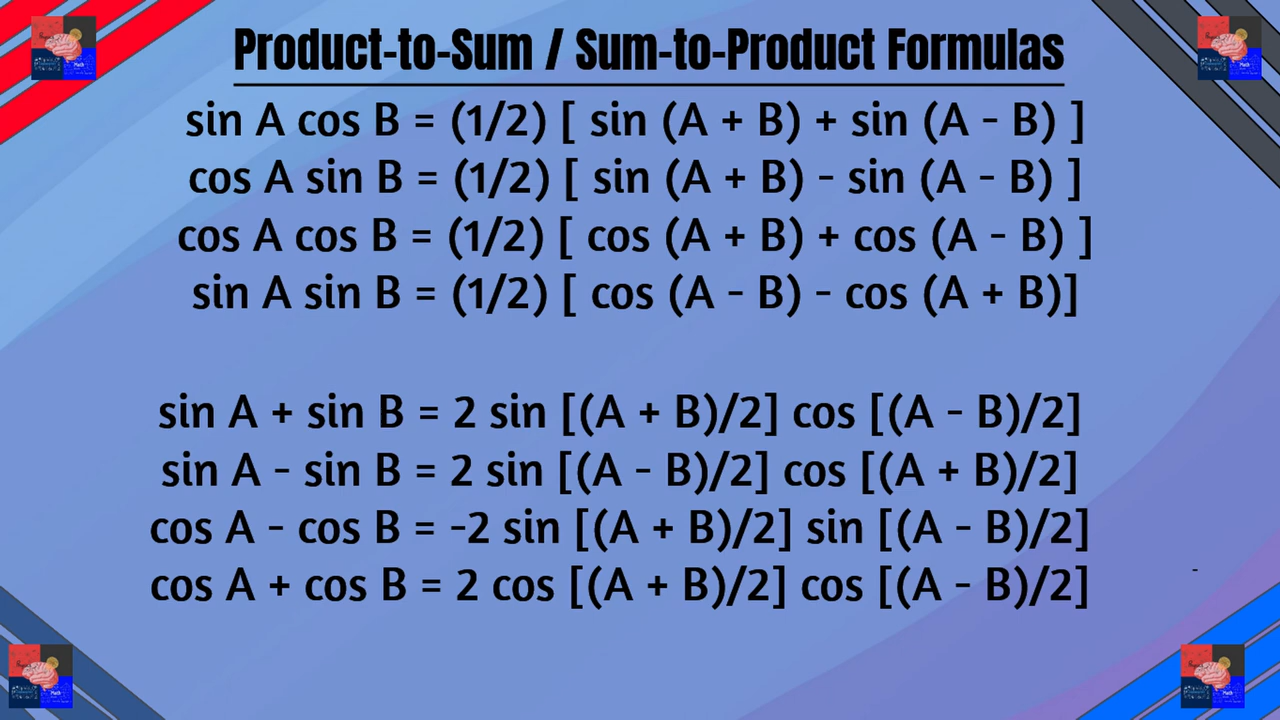 Product-to-Sum / Sum-to-Product Formulas
sin A cos B = (1/2) [ sin (A + B) + sin (A - B) ]
cos A sin B = (1/2) [ sin (A + B) - sin (A - B) ]
cos A cos B = (1/2) [ cos (A + B) + cos (A - B) ]
sin A sin B = (1/2) [ cos (A - B) - cos (A + B)]
sin A + sin B = 2 sin [(A + B)/2] cos [(A - B)/2]
sin A - sin B = 2 sin [(A - B)/2] cos [(A + B)/2]
cos A - cos B = -2 sin [(A + B)/2] sin [(A - B)/2]
cos A + cos B = 2 cos [(A + B)/2] cos [(A - B)/2]
-